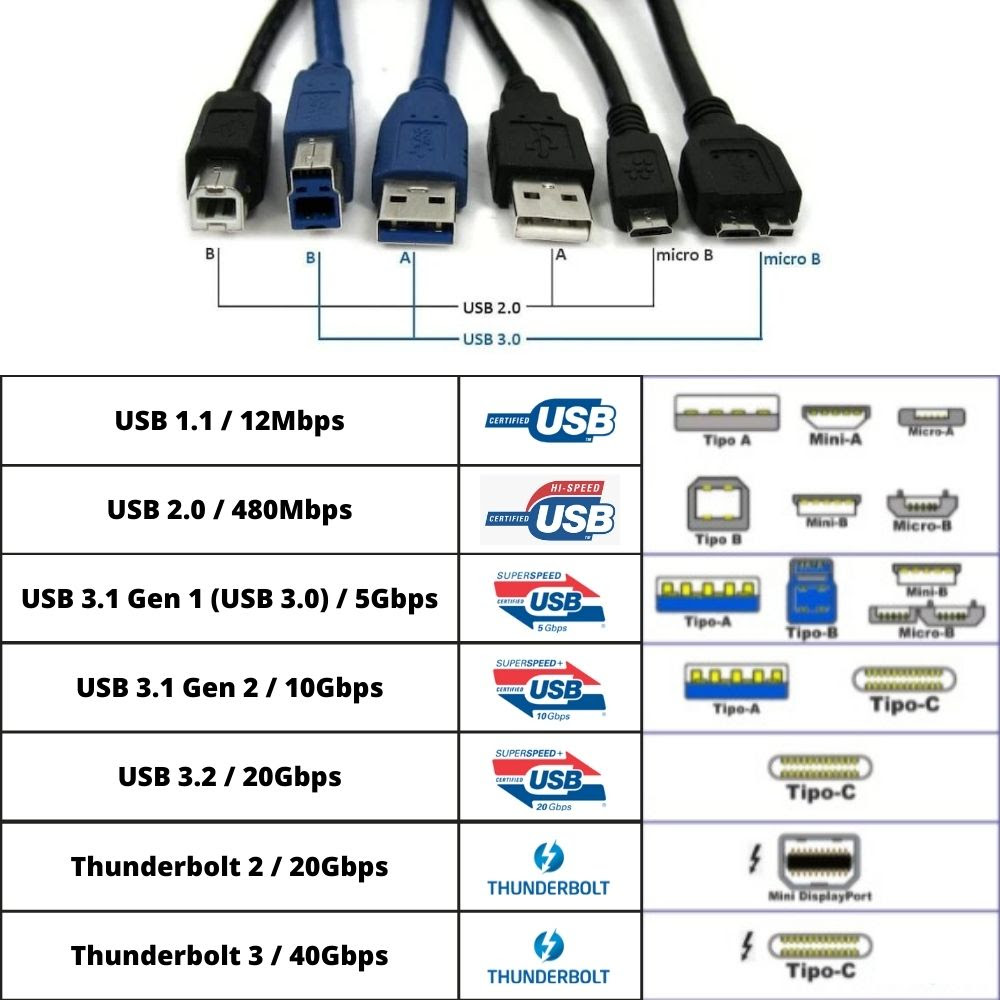 B
B
A
A
micro B
micro B
USB 2.0
USB 3.0
USB 1.1 / 12Mbps
CERTIFIED USB TM
Tipo A
Mini-A
Micro-A
USB 2.0 / 480Mbps
HI-SPEED
CERTIFIED USB TM
Tipo B
Mini-B
Micro-B
USB 3.1 Gen 1 (USB 3.0) / 5Gbps
SUPERSPEED
CERTIFIED USB
5 Gbps
Tipo-A
Tipo-B
Mini-B
Micro-B
USB 3.1 Gen 2 / 10Gbps
SUPERSPEED+
CERTIFIED USB
10 Gbps
Tipo-A
Tipo-C
USB 3.2 / 20Gbps
SUPERSPEED+
CERTIFIED USB
20 Gbps
Tipo-C
Thunderbolt 2 / 20Gbps
THUNDERBOLT
Mini DisplayPort
Thunderbolt 3 / 40Gbps
THUNDERBOLT
Tipo-C